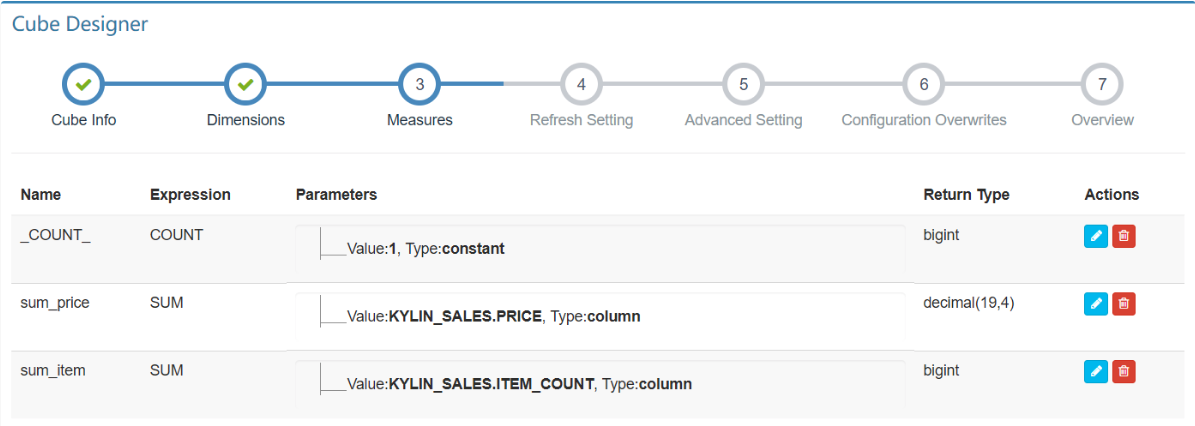 Cube Designer
3 4 5 6 7
Cube Info Dimensions Measures Refresh Setting Advanced Setting Configuration Overwrites Overview
Name Expression Parameters Return Type Actions
_COUNT_ COUNT Value:1, Type:constant bigint
sum_price SUM Value:KYLIN_SALES.PRICE, Type:column decimal(19,4)
sum_item SUM Value:KYLIN_SALES.ITEM_COUNT, Type:column bigint